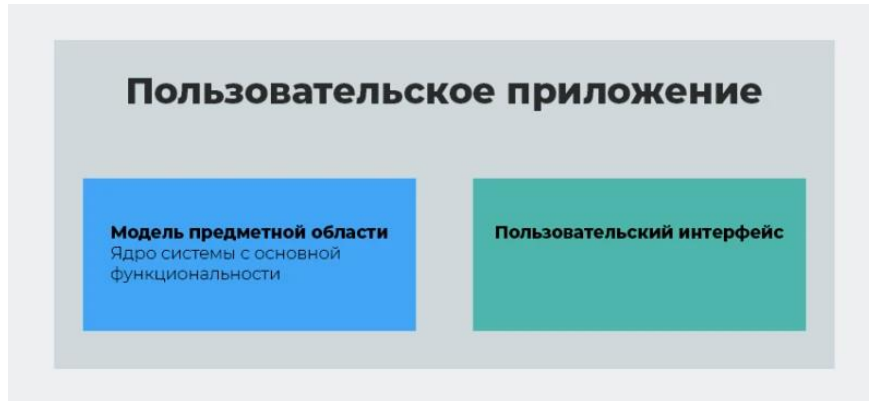 Пользовательское приложение
Модель предметной области
Ядро системы с основной
функциональности
Пользовательский интерфейс